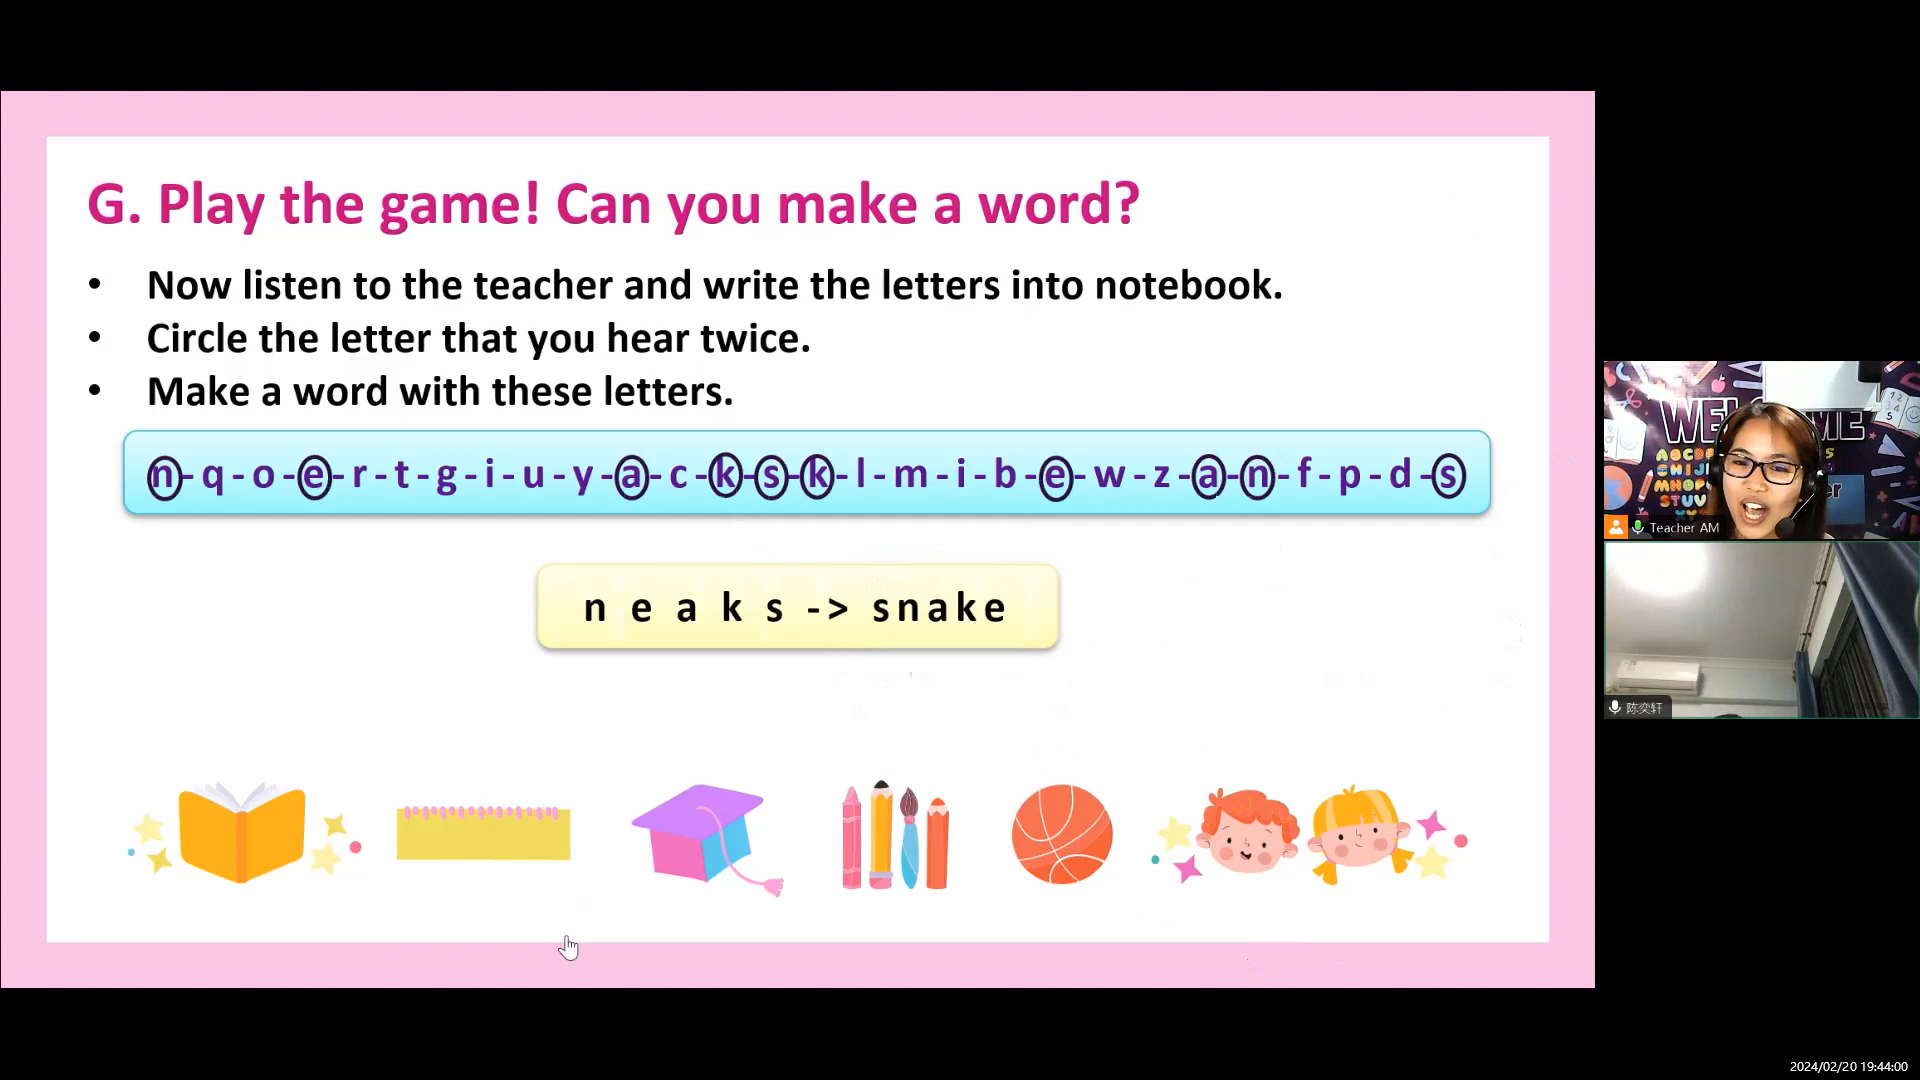 G. Play the game! Can you make a word?
• Now listen to the teacher and write the letters into notebook.
• Circle the letter that you hear twice.
• Make a word with these letters.
n-q-o-e-r-t-g-i-u-y-a-c-k-s-k-l-m-i-b-e-w-z-a-n-f-p-d-s
n e a k s -> snake
Teacher AM
陈奕轩
2024/02/20 19:44:00